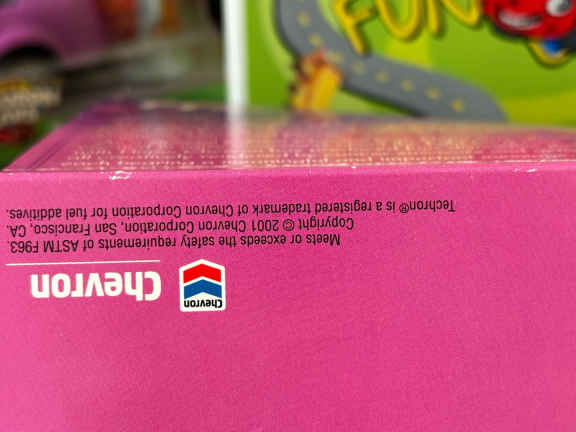 FUN
Chevron
Chevron
Meets or exceeds the safety requirements of ASTM F963.
Copyright © 2001 Chevron Corporation, San Francisco, CA.
Techron® is a registered trademark of Chevron Corporation for fuel additives.